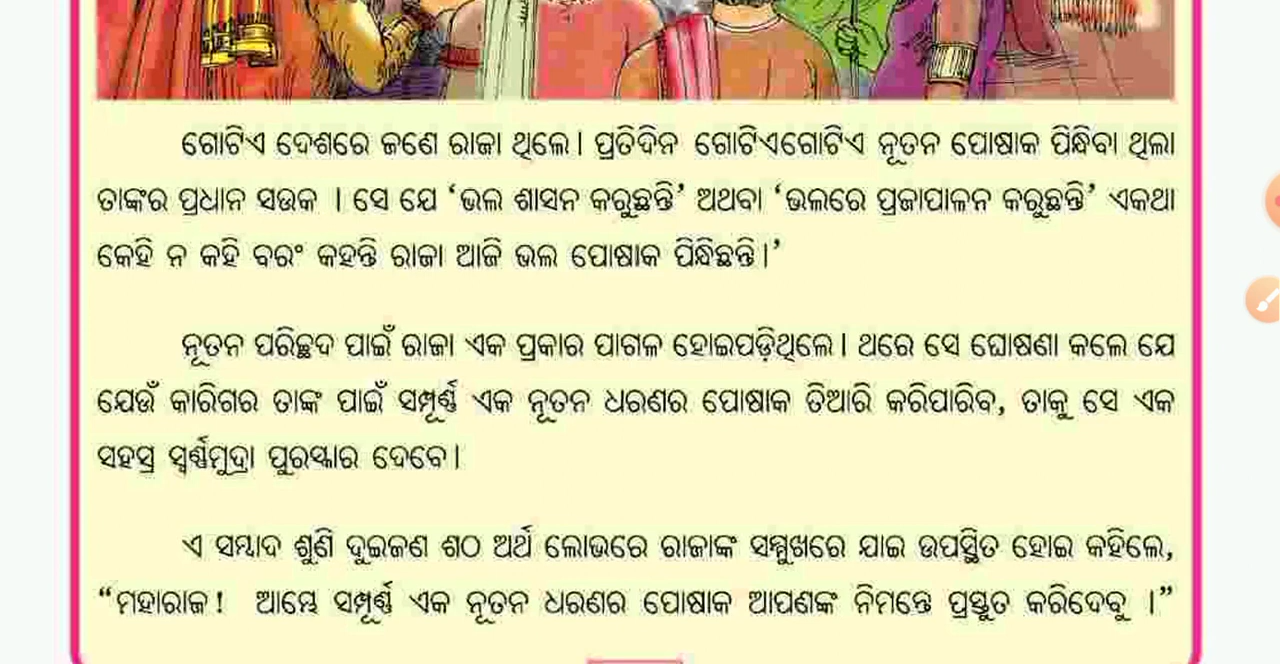 ଗୋଟିଏ ଦେଶରେ ଜଣେ ରାଜା ଥିଲେ। ପ୍ରତିଦିନ ଗୋଟିଏଗୋଟିଏ ନୂତନ ପୋଷାକ ପିନ୍ଧିବା ଥିଲା
ତାଙ୍କର ପ୍ରଧାନ ସଉକ । ସେ ଯେ ‘ଭଲ ଶାସନ କରୁଛନ୍ତି’ ଅଥବା ‘ଭଲରେ ପ୍ରଜାପାଳନ କରୁଛନ୍ତି’ ଏକଥା
କେହି ନ କହି ବରଂ କହନ୍ତି ରାଜା ଆଜି ଭଲ ପୋଷାକ ପିନ୍ଧିଛନ୍ତି।’
ନୂତନ ପରିଚ୍ଛଦ ପାଇଁ ରାଜା ଏକ ପ୍ରକାର ପାଗଳ ହୋଇପଡ଼ିଥିଲେ। ଥରେ ସେ ଘୋଷଣା କଲେ ଯେ
ଯେଉଁ କାରିଗର ତାଙ୍କ ପାଇଁ ସମ୍ପୂର୍ଣ୍ଣ ଏକ ନୂତନ ଧରଣର ପୋଷାକ ତିଆରି କରିପାରିବ, ତାକୁ ସେ ଏକ
ସହସ୍ର ସ୍ୱର୍ଣ୍ଣମୁଦ୍ରା ପୁରସ୍କାର ଦେବେ।
ଏ ସମ୍ବାଦ ଶୁଣି ଦୁଇଜଣ ଶଠ ଅର୍ଥ ଲୋଭରେ ରାଜାଙ୍କ ସମ୍ମୁଖରେ ଯାଇ ଉପସ୍ଥିତ ହୋଇ କହିଲେ,
“ମହାରାଜ! ଆମ୍ଭେ ସମ୍ପୂର୍ଣ୍ଣ ଏକ ନୂତନ ଧରଣର ପୋଷାକ ଆପଣଙ୍କ ନିମନ୍ତେ ପ୍ରସ୍ତୁତ କରିଦେବୁ ।”